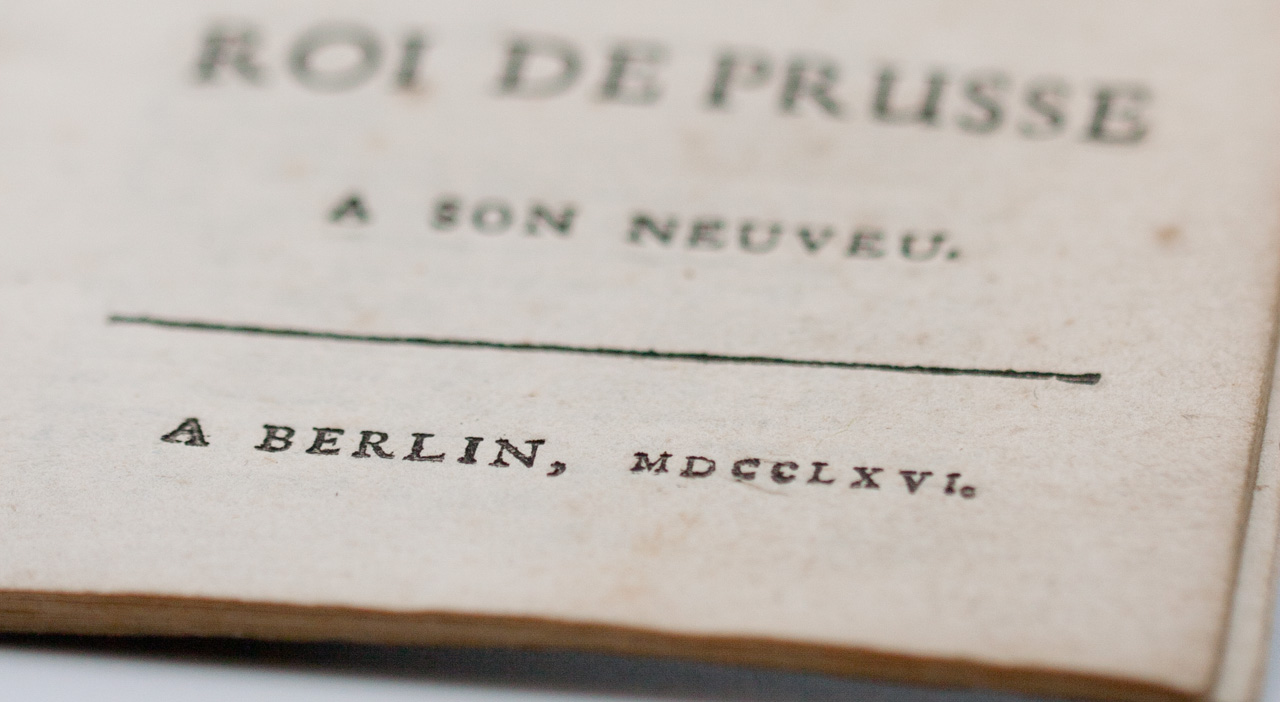 ROI DE PRUSSE
A SON NEUVEU.
A BERLIN, MDCCLXVI.